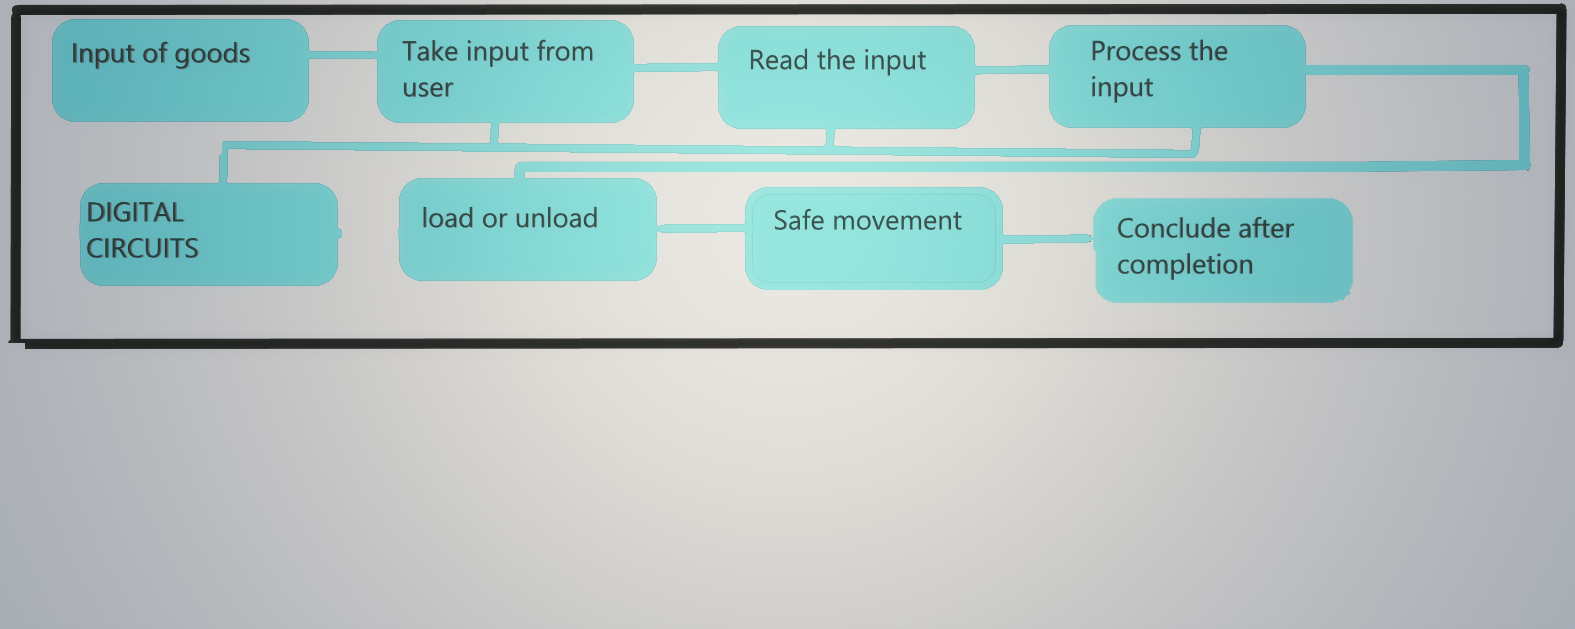 Input of goods
Take input from
user
Read the input
Process the
input
DIGITAL
CIRCUITS
load or unload
Safe movement
Conclude after
completion